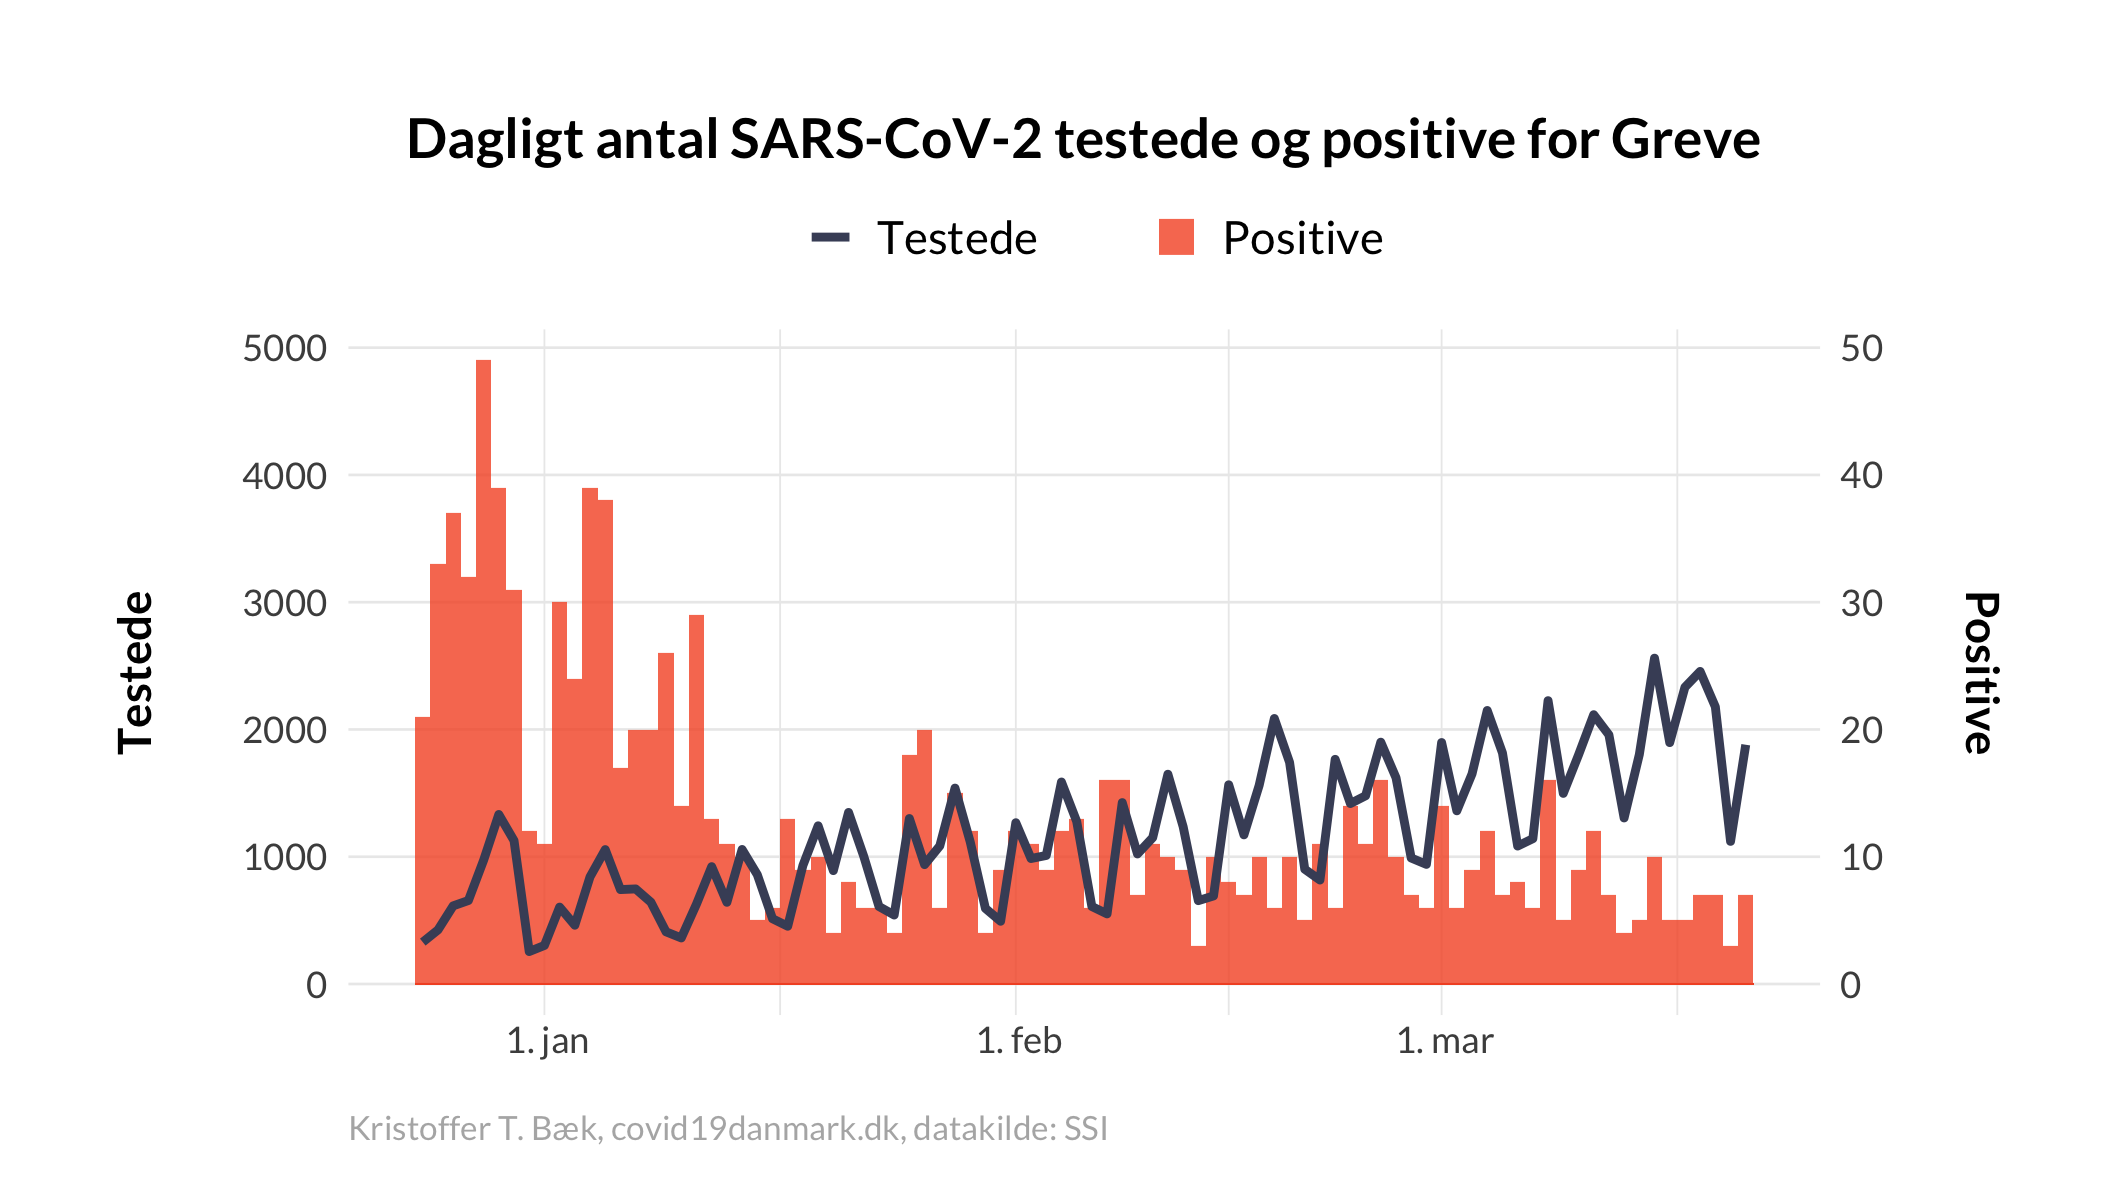 Dagligt antal SARS-CoV-2 testede og positive for Greve
Testede Positive
5000 50
4000 40
3000 30
2000 20
1000 10
0 0
Testede
Positive
1. jan 1. feb 1. mar
Kristoffer T. Bæk, covid19danmark.dk, datakilde: SSI